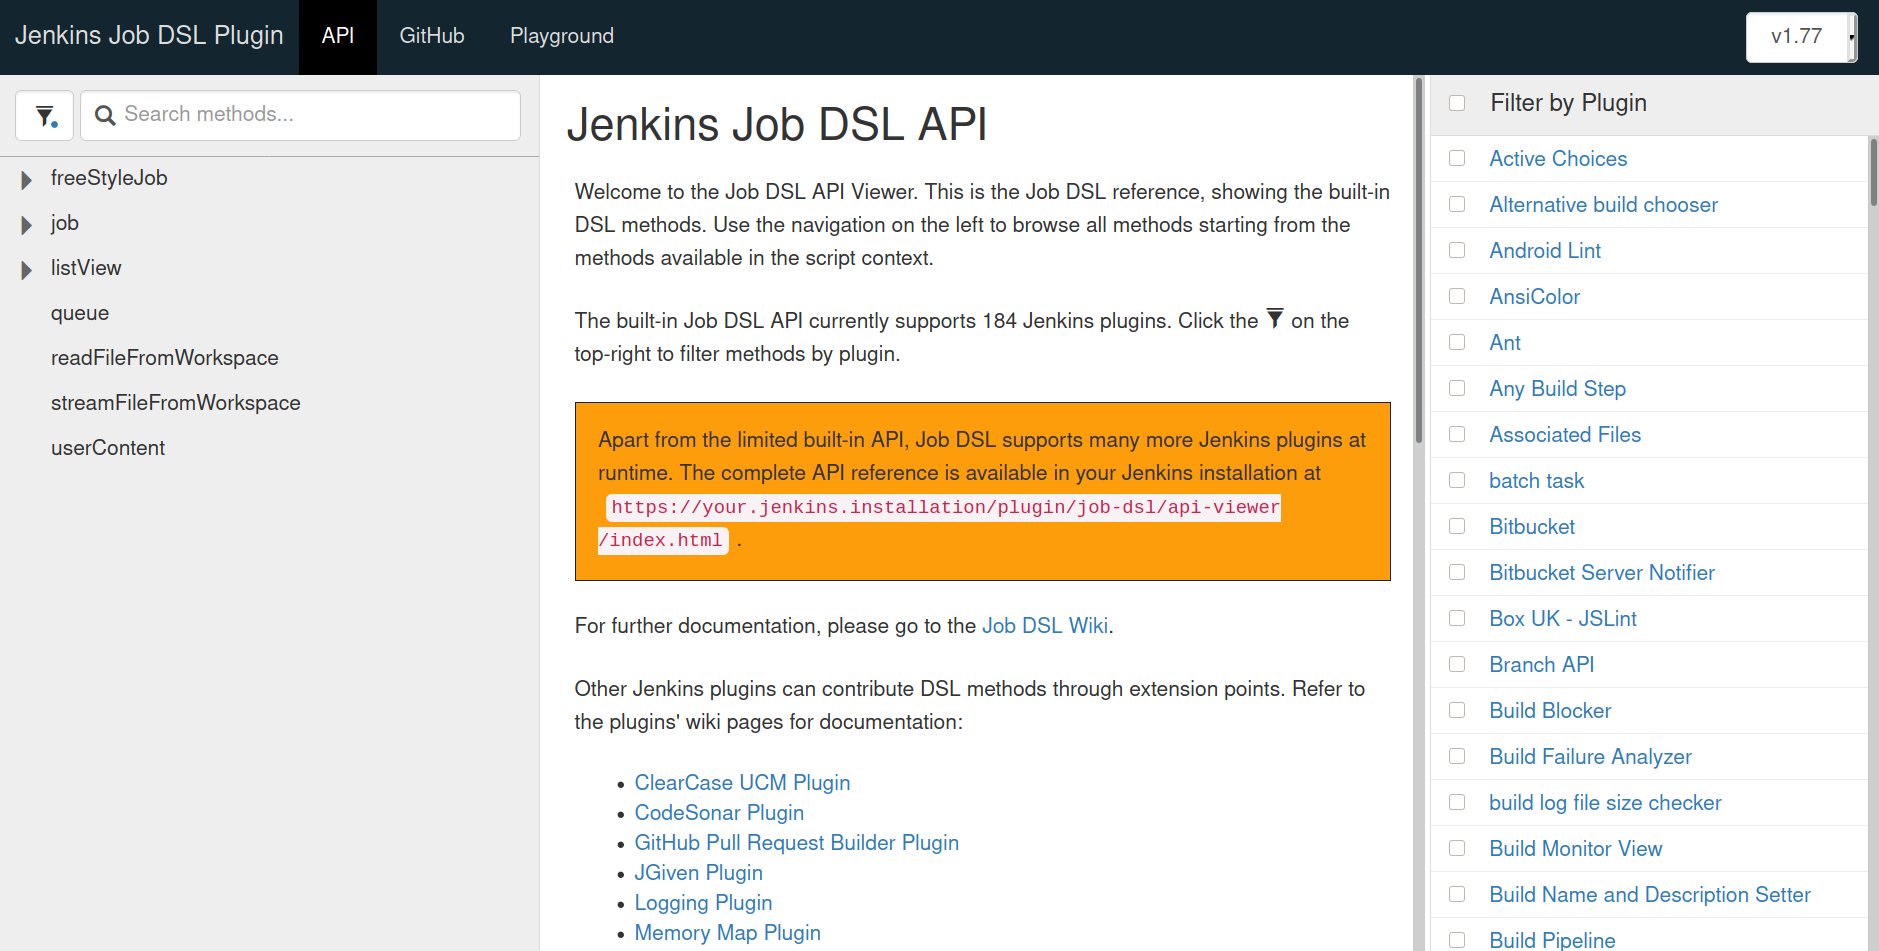 Jenkins Job DSL Plugin
API
GitHub
Playground
v1.77
Search methods...
freeStyleJob
job
listView
queue
readFileFromWorkspace
streamFileFromWorkspace
userContent
Jenkins Job DSL API
Welcome to the Job DSL API Viewer. This is the Job DSL reference, showing the built-in
DSL methods. Use the navigation on the left to browse all methods starting from the
methods available in the script context.
The built-in Job DSL API currently supports 184 Jenkins plugins. Click the on the
top-right to filter methods by plugin.
Apart from the limited built-in API, Job DSL supports many more Jenkins plugins at
runtime. The complete API reference is available in your Jenkins installation at
https://your.jenkins.installation/plugin/job-dsl/api-viewer
/index.html .
For further documentation, please go to the Job DSL Wiki.
Other Jenkins plugins can contribute DSL methods through extension points. Refer to
the plugins' wiki pages for documentation:
• ClearCase UCM Plugin
• CodeSonar Plugin
• GitHub Pull Request Builder Plugin
• JGiven Plugin
• Logging Plugin
• Memory Map Plugin
Filter by Plugin
Active Choices
Alternative build chooser
Android Lint
AnsiColor
Ant
Any Build Step
Associated Files
batch task
Bitbucket
Bitbucket Server Notifier
Box UK - JSLint
Branch API
Build Blocker
Build Failure Analyzer
build log file size checker
Build Monitor View
Build Name and Description Setter
Build Pipeline